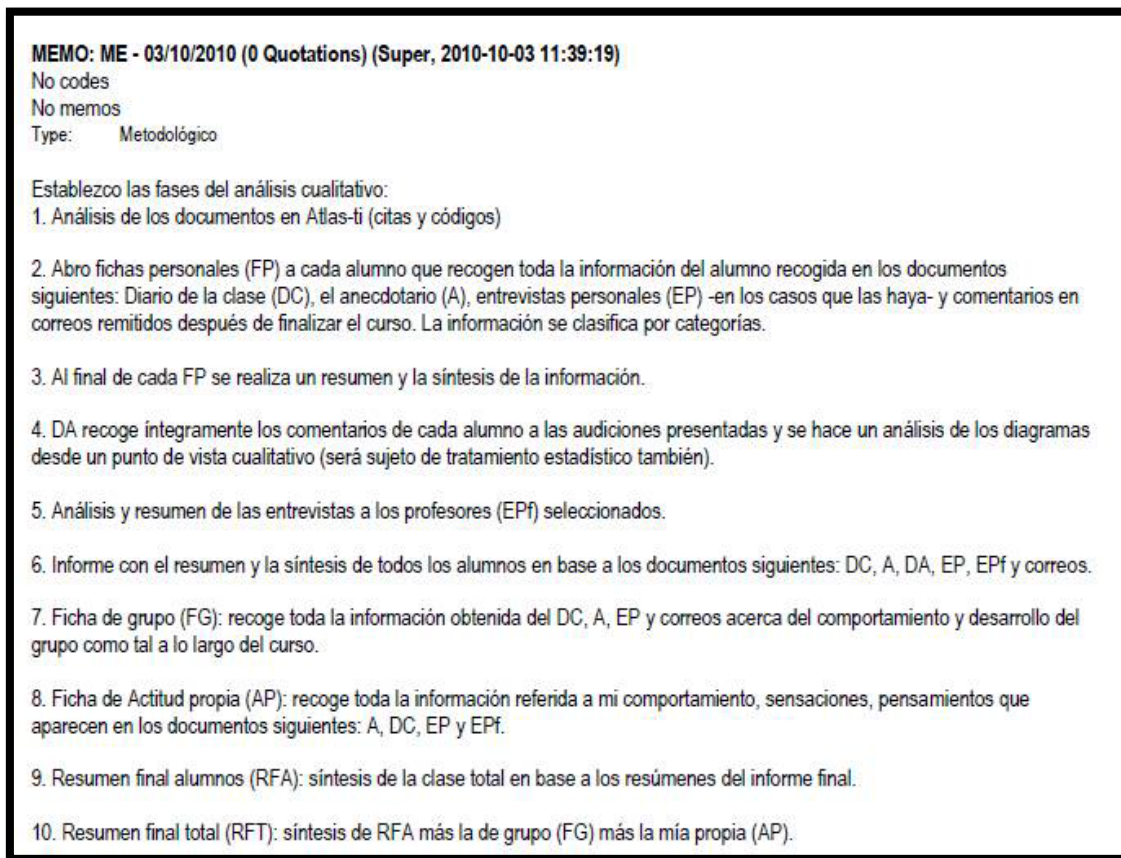 MEMO: ME - 03/10/2010 (0 Quotations) (Super, 2010-10-03 11:39:19)
No codes
No memos
Type: Metodológico
Establezco las fases del análisis cualitativo:
1. Análisis de los documentos en Atlas-ti (citas y códigos)
2. Abro fichas personales (FP) a cada alumno que recogen toda la información del alumno recogida en los documentos
siguientes: Diario de la clase (DC), el anecdotario (A), entrevistas personales (EP) -en los casos que las haya- y comentarios en
correos remitidos después de finalizar el curso. La información se clasifica por categorías.
3. Al final de cada FP se realiza un resumen y la síntesis de la información.
4. DA recoge íntegramente los comentarios de cada alumno a las audiciones presentadas y se hace un análisis de los diagramas
desde un punto de vista cualitativo (será sujeto de tratamiento estadístico también).
5. Análisis y resumen de las entrevistas a los profesores (EPf) seleccionados.
6. Informe con el resumen y la síntesis de todos los alumnos en base a los documentos siguientes: DC, A, DA, EP, EPf y correos.
7. Ficha de grupo (FG): recoge toda la información obtenida del DC, A, EP y correos acerca del comportamiento y desarrollo del
grupo como tal a lo largo del curso.
8. Ficha de Actitud propia (AP): recoge toda la información referida a mi comportamiento, sensaciones, pensamientos que
aparecen en los documentos siguientes: A, DC, EP y EPf.
9. Resumen final alumnos (RFA): síntesis de la clase total en base a los resúmenes del informe final.
10. Resumen final total (RFT): síntesis de RFA más la de grupo (FG) más la mía propia (AP).